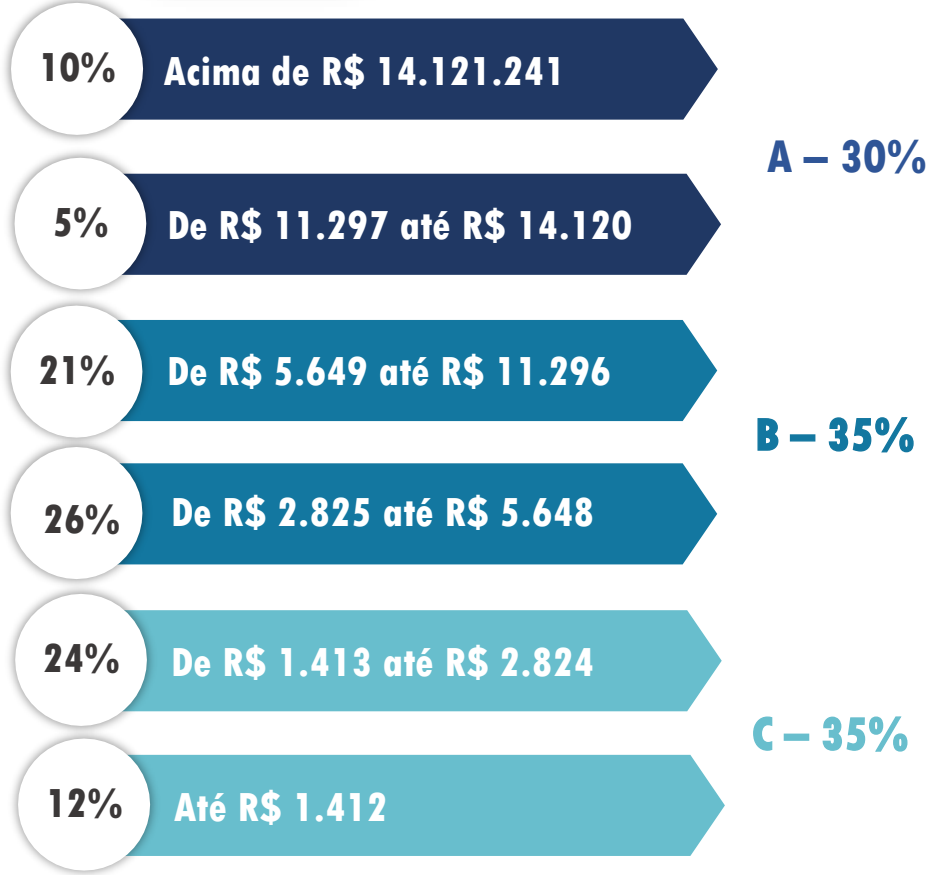 10% Acima de R$ 14.121.241
A – 30%
5% De R$ 11.297 até R$ 14.120
21% De R$ 5.649 até R$ 11.296
B – 35%
26% De R$ 2.825 até R$ 5.648
24% De R$ 1.413 até R$ 2.824
C – 35%
12% Até R$ 1.412